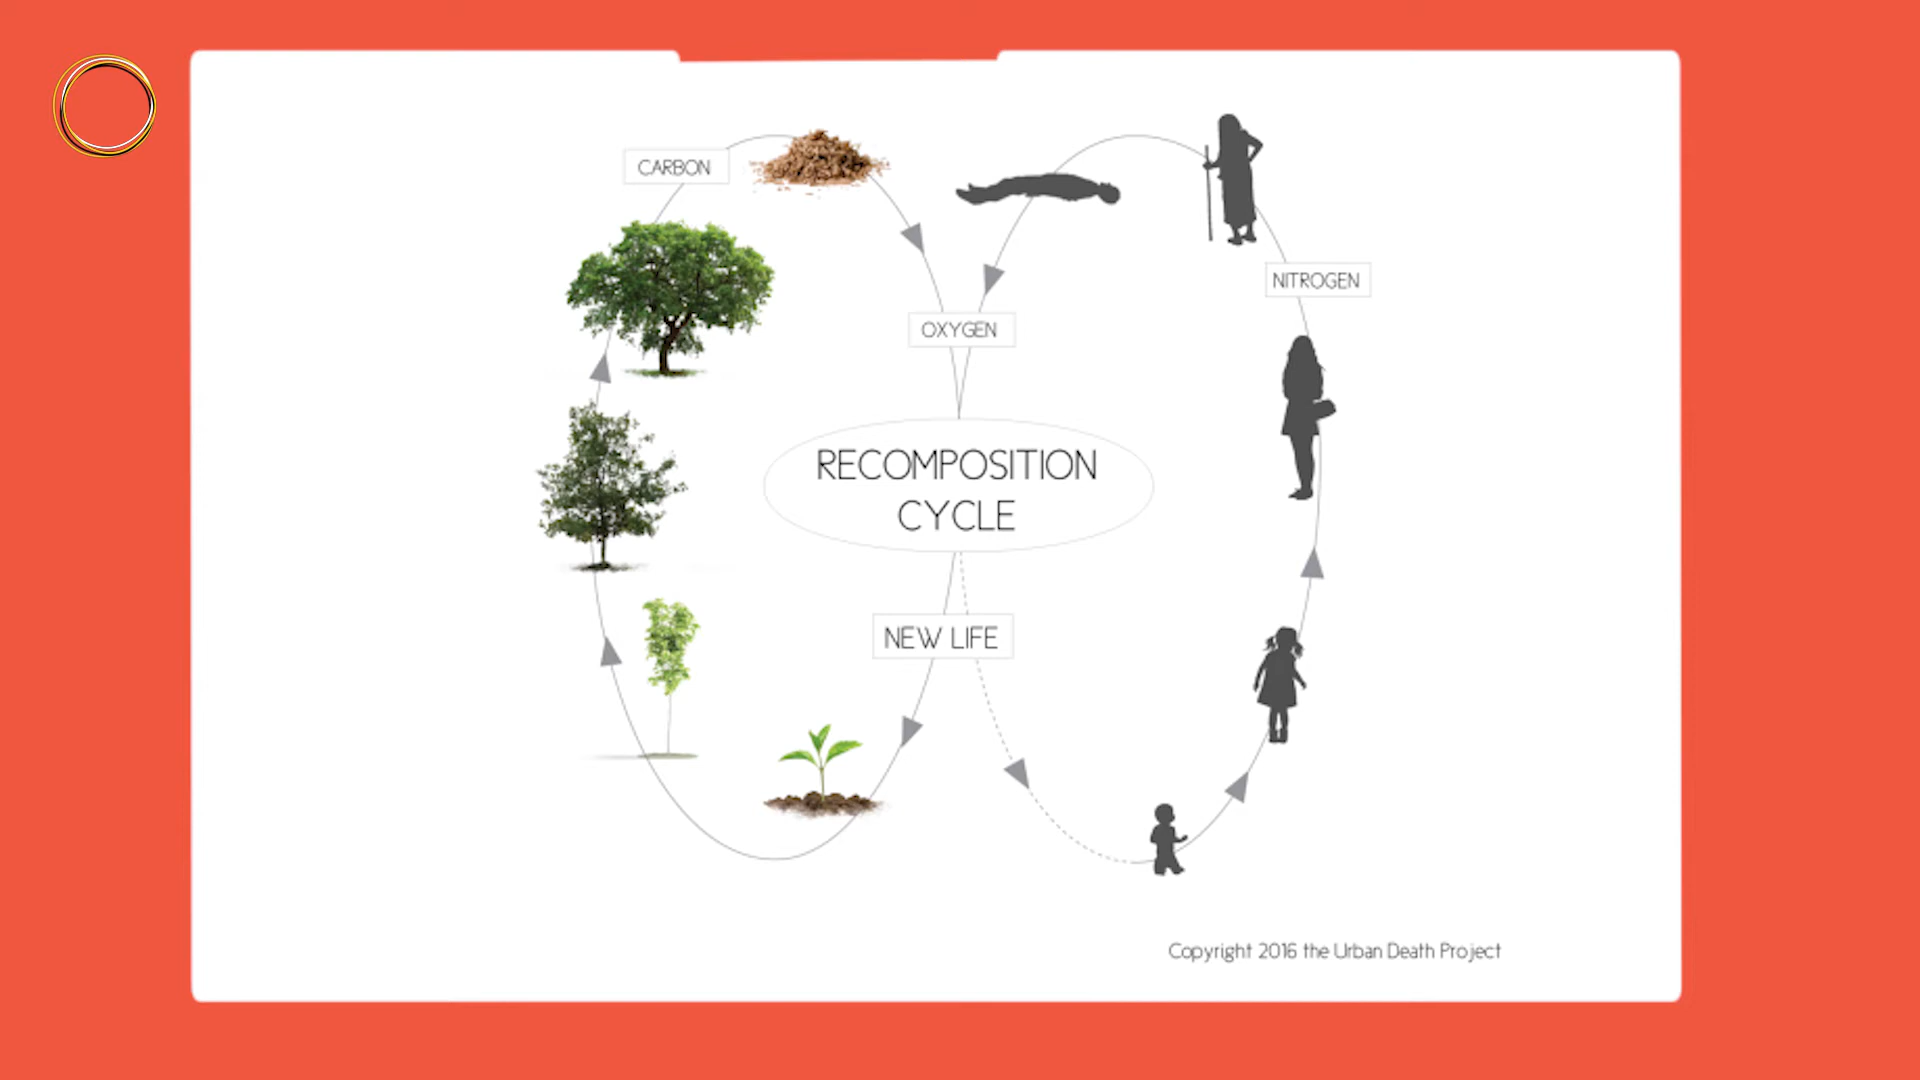 CARBON
NITROGEN
OXYGEN
RECOMPOSITION
CYCLE
NEW LIFE
Copyright 2016 the Urban Death Project